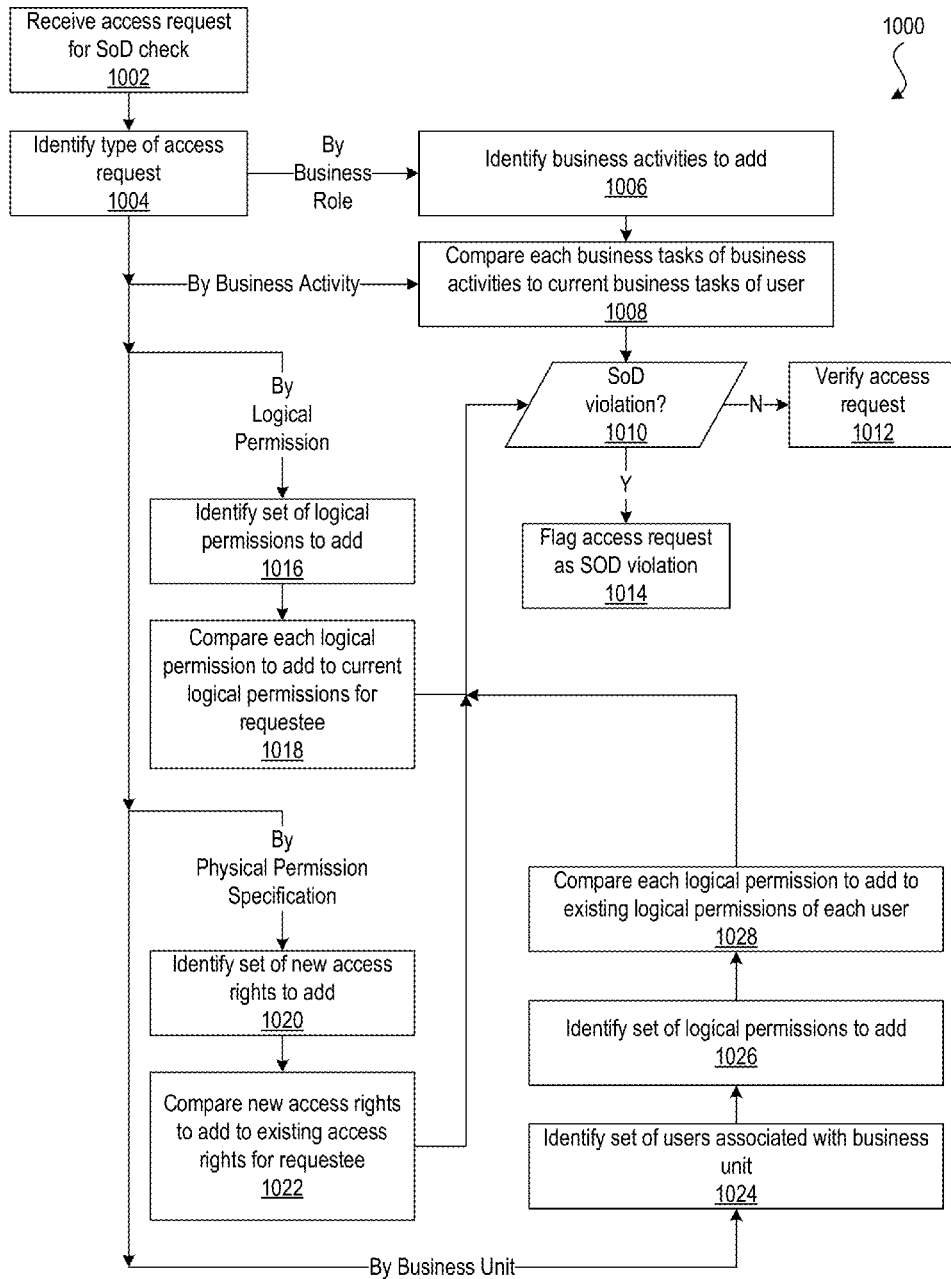 Receive access request
for SoD check
1002
1000
Identify type of access
request
1004
By
Business
Role
Identify business activities to add
1006
By Business Activity
Compare each business tasks of business
activities to current business tasks of user
1008
By
Logical
Permission
SoD
violation?
1010
N
Verify access
request
1012
Y
Flag access request
as SOD violation
1014
Identify set of logical
permissions to add
1016
Compare each logical
permission to add to current
logical permissions for
requestee
1018
By
Physical Permission
Specification
Identify set of new access
rights to add
1020
Compare new access rights
to add to existing access
rights for requestee
1022
Compare each logical permission to add to
existing logical permissions of each user
1028
Identify set of logical permissions to add
1026
Identify set of users associated with business
unit
1024
By Business Unit